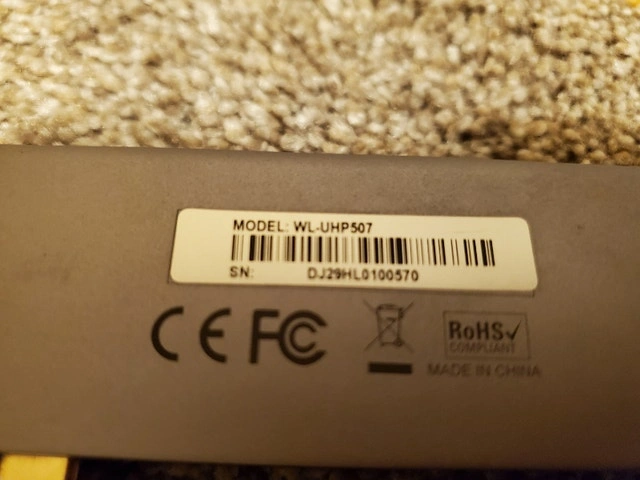 MODEL: WL-UHP507
SN: DJ29HL0100570
CE FC RoHS
COMPLIANT
MADE IN CHINA